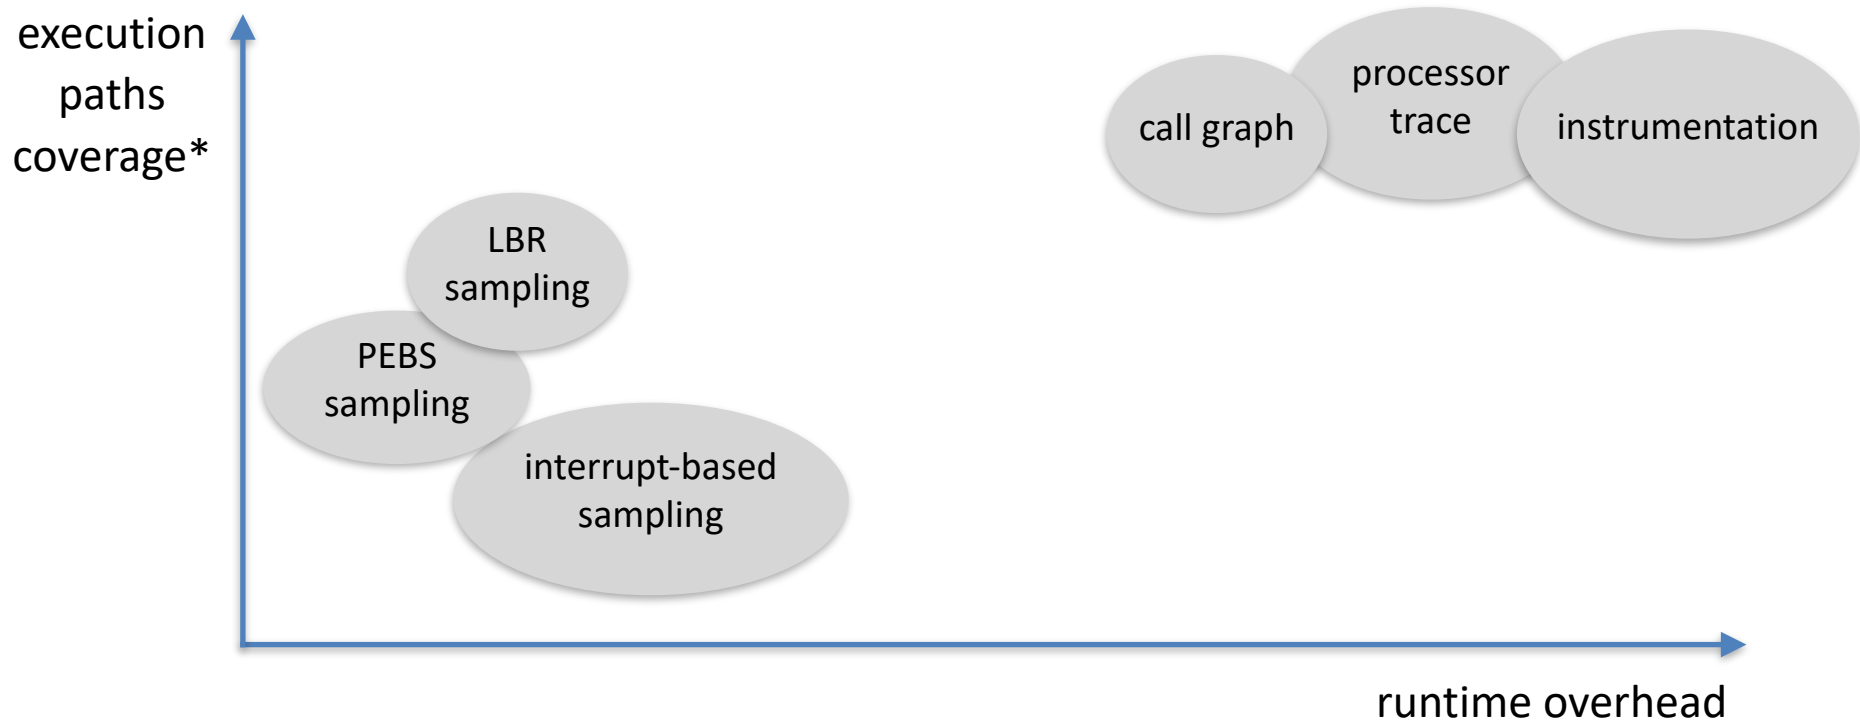 execution
paths
coverage*
call graph
processor
trace
instrumentation
LBR
sampling
PEBS
sampling
interrupt-based
sampling
runtime overhead